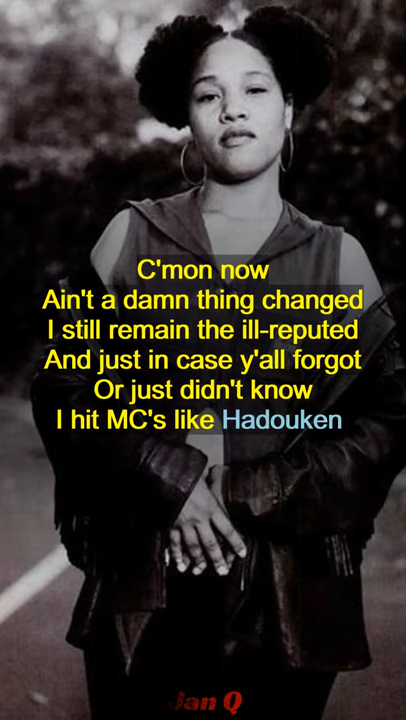 C'mon now
Ain't a damn thing changed
I still remain the ill-reputed
And just in case y'all forgot
Or just didn't know
I hit MC's like Hadouken
Jan Q